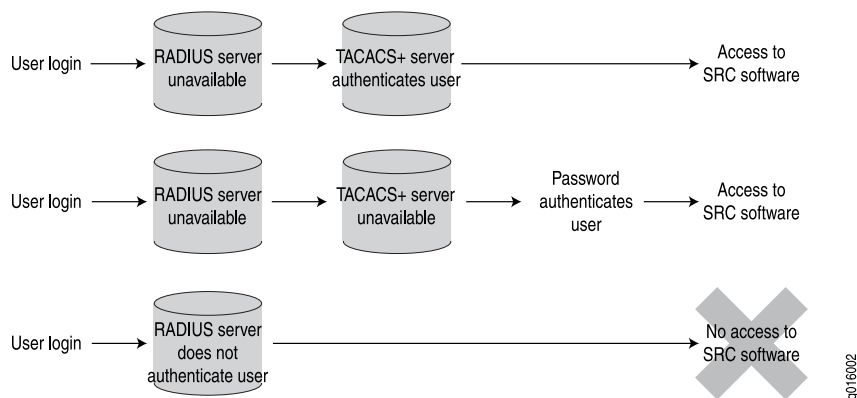 User login
RADIUS server
unavailable
TACACS+ server
authenticates user
Access to
SRC software
User login
RADIUS server
unavailable
TACACS+ server
unavailable
Password
authenticates
user
Access to
SRC software
User login
RADIUS server
does not
authenticate user
No access to
SRC software
g016002